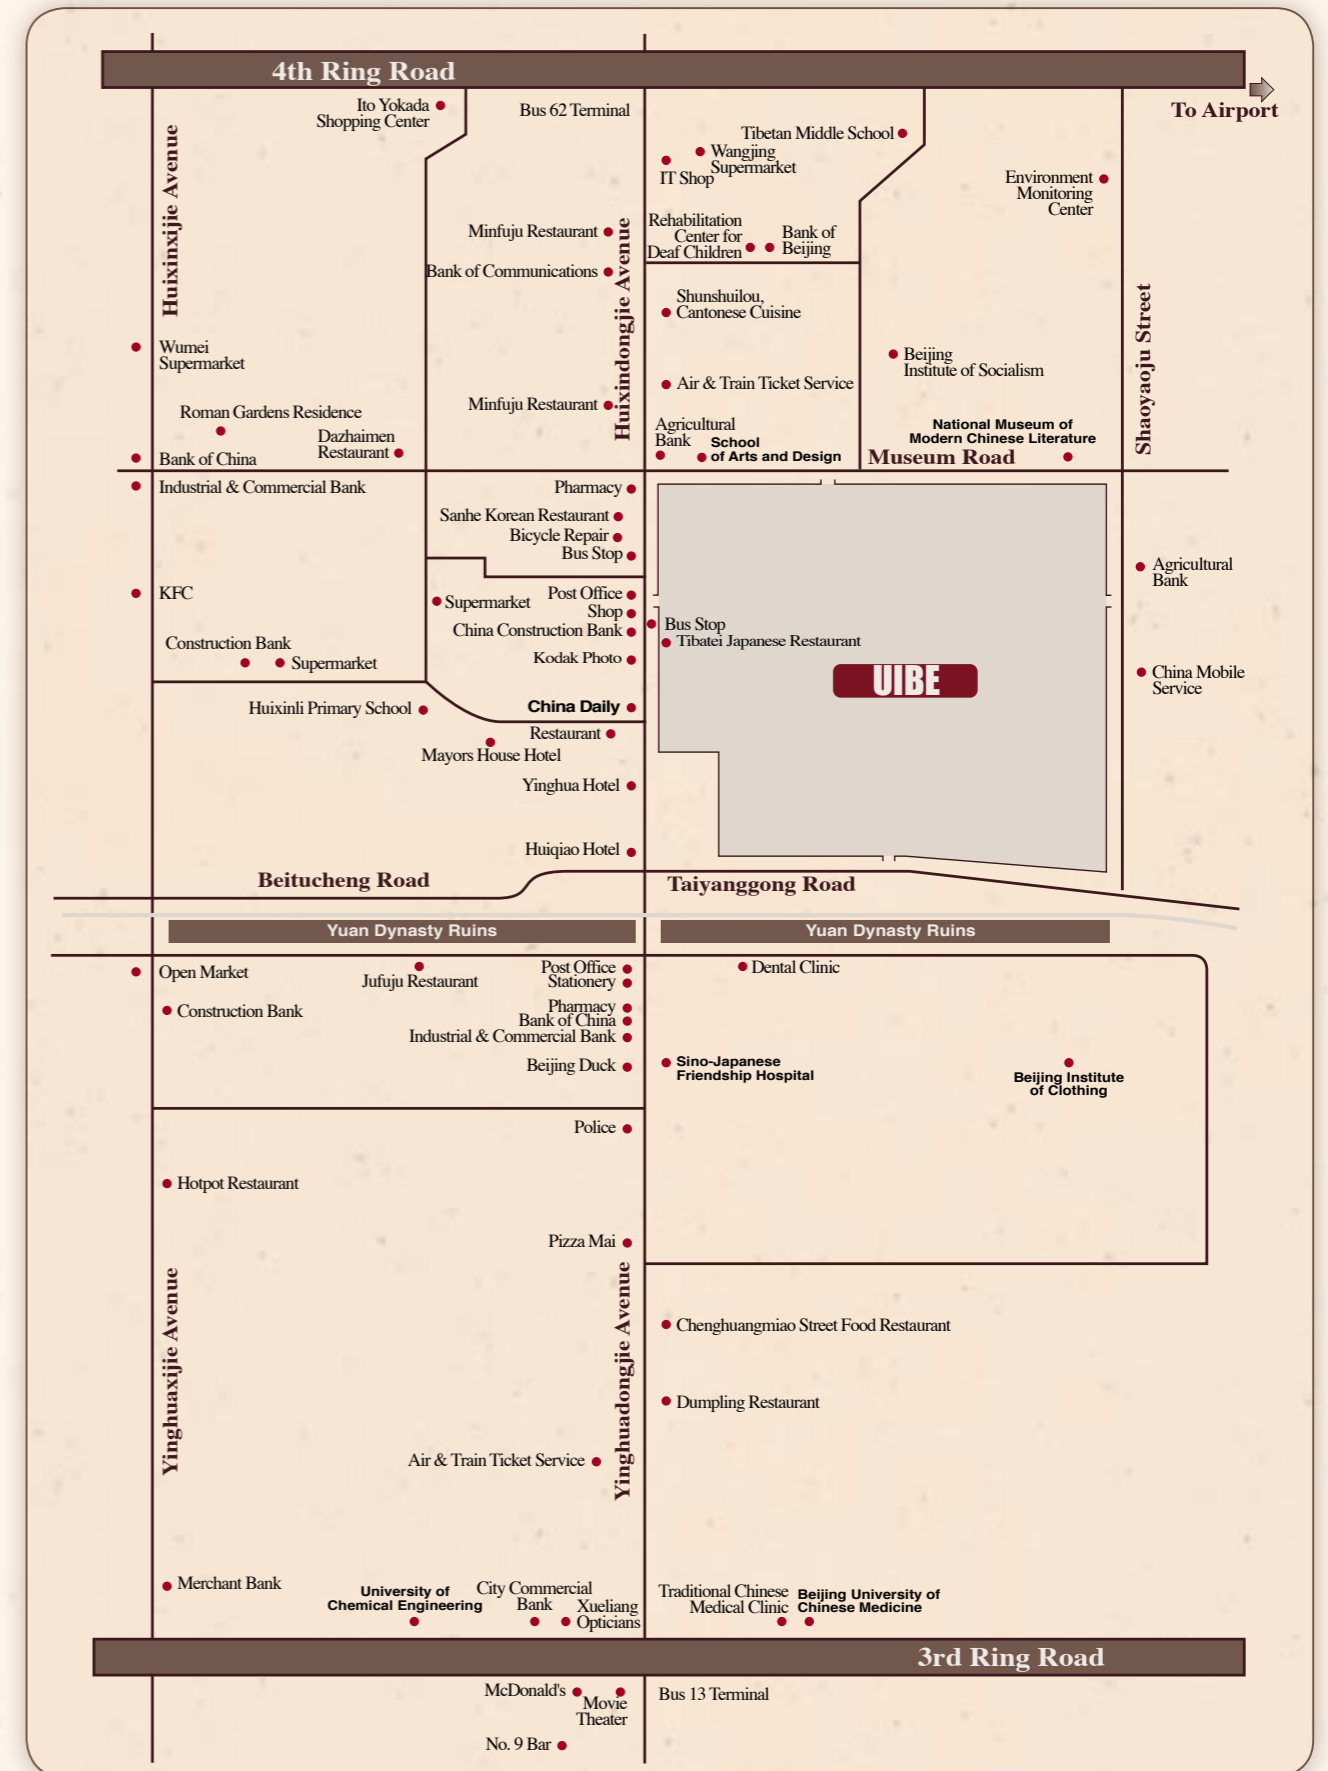 4th Ring Road
To Airport
Ito Yokada
Shopping Center
Bus 62 Terminal
Tibetan Middle School
Wangjing
Supermarket
IT Shop
Environment
Monitoring
Center
Huixinxijie Avenue
Minfuju Restaurant
Huixindongjie Avenue
Rehabilitation
Center for
Deaf Children
Bank of
Beijing
Bank of Communications
Shunshuilou,
Cantonese Cuisine
Shaoyaoju Street
Wumei
Supermarket
Beijing
Institute of Socialism
Air & Train Ticket Service
Roman Gardens Residence
Minfuju Restaurant
Dazhaimen
Restaurant
Agricultural
Bank
School
of Arts and Design
National Museum of
Modern Chinese Literature
Bank of China
Museum Road
Industrial & Commercial Bank
Pharmacy
Sanhe Korean Restaurant
Bicycle Repair
Bus Stop
Agricultural
Bank
KFC
Supermarket
Post Office
Shop
China Construction Bank
Bus Stop
Tibatei Japanese Restaurant
Construction Bank
Supermarket
Kodak Photo
UIBE
China Mobile
Service
Huixinli Primary School
China Daily
Restaurant
Mayors House Hotel
Yinghua Hotel
Huiqiao Hotel
Beitucheng Road
Taiyanggong Road
Yuan Dynasty Ruins
Yuan Dynasty Ruins
Open Market
Jufuju Restaurant
Post Office
Stationery
Dental Clinic
Construction Bank
Pharmacy
Bank of China
Industrial & Commercial Bank
Beijing Duck
Sino-Japanese
Friendship Hospital
Beijing Institute
of Clothing
Police
Hotpot Restaurant
Pizza Mai
Yinghuaxijie Avenue
Yinghuadongjie Avenue
Chenghuangmiao Street Food Restaurant
Dumpling Restaurant
Air & Train Ticket Service
Merchant Bank
University of
Chemical Engineering
City Commercial
Bank
Xueliang
Opticians
Traditional Chinese
Medical Clinic
Beijing University of
Chinese Medicine
3rd Ring Road
McDonald's
Movie
Theater
Bus 13 Terminal
No. 9 Bar